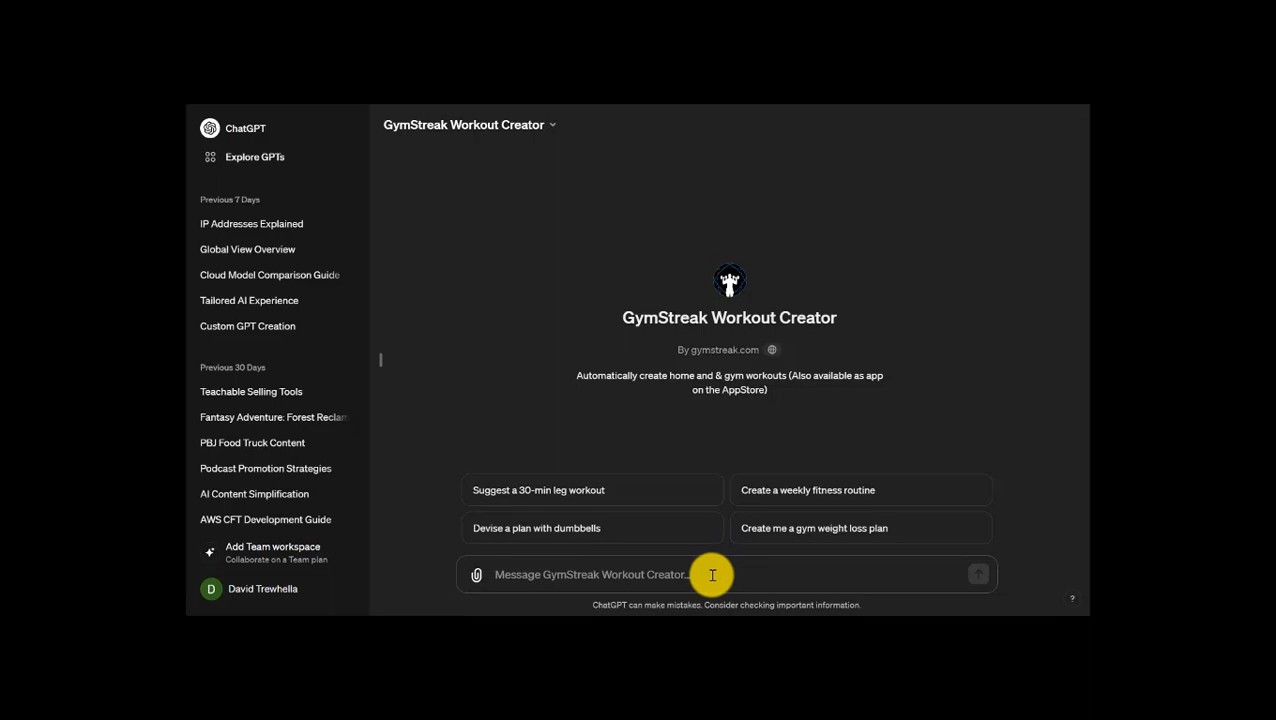 ChatGPT
Explore GPTs
Previous 7 Days
IP Addresses Explained
Global View Overview
Cloud Model Comparison Guide
Tailored AI Experience
Custom GPT Creation
Previous 30 Days
Teachable Selling Tools
Fantasy Adventure: Forest Reclam
PBJ Food Truck Content
Podcast Promotion Strategies
AI Content Simplification
AWS CFT Development Guide
Add Team workspace
Collaborate on a Team plan
D
David Trewhella
GymStreak Workout Creator
GymStreak Workout Creator
By gymstreak.com
Automatically create home and & gym workouts (Also available as app
on the AppStore)
Suggest a 30-min leg workout
Create a weekly fitness routine
Devise a plan with dumbbells
Create me a gym weight loss plan
Message GymStreak Workout Creator...
ChatGPT can make mistakes. Consider checking important information.
?